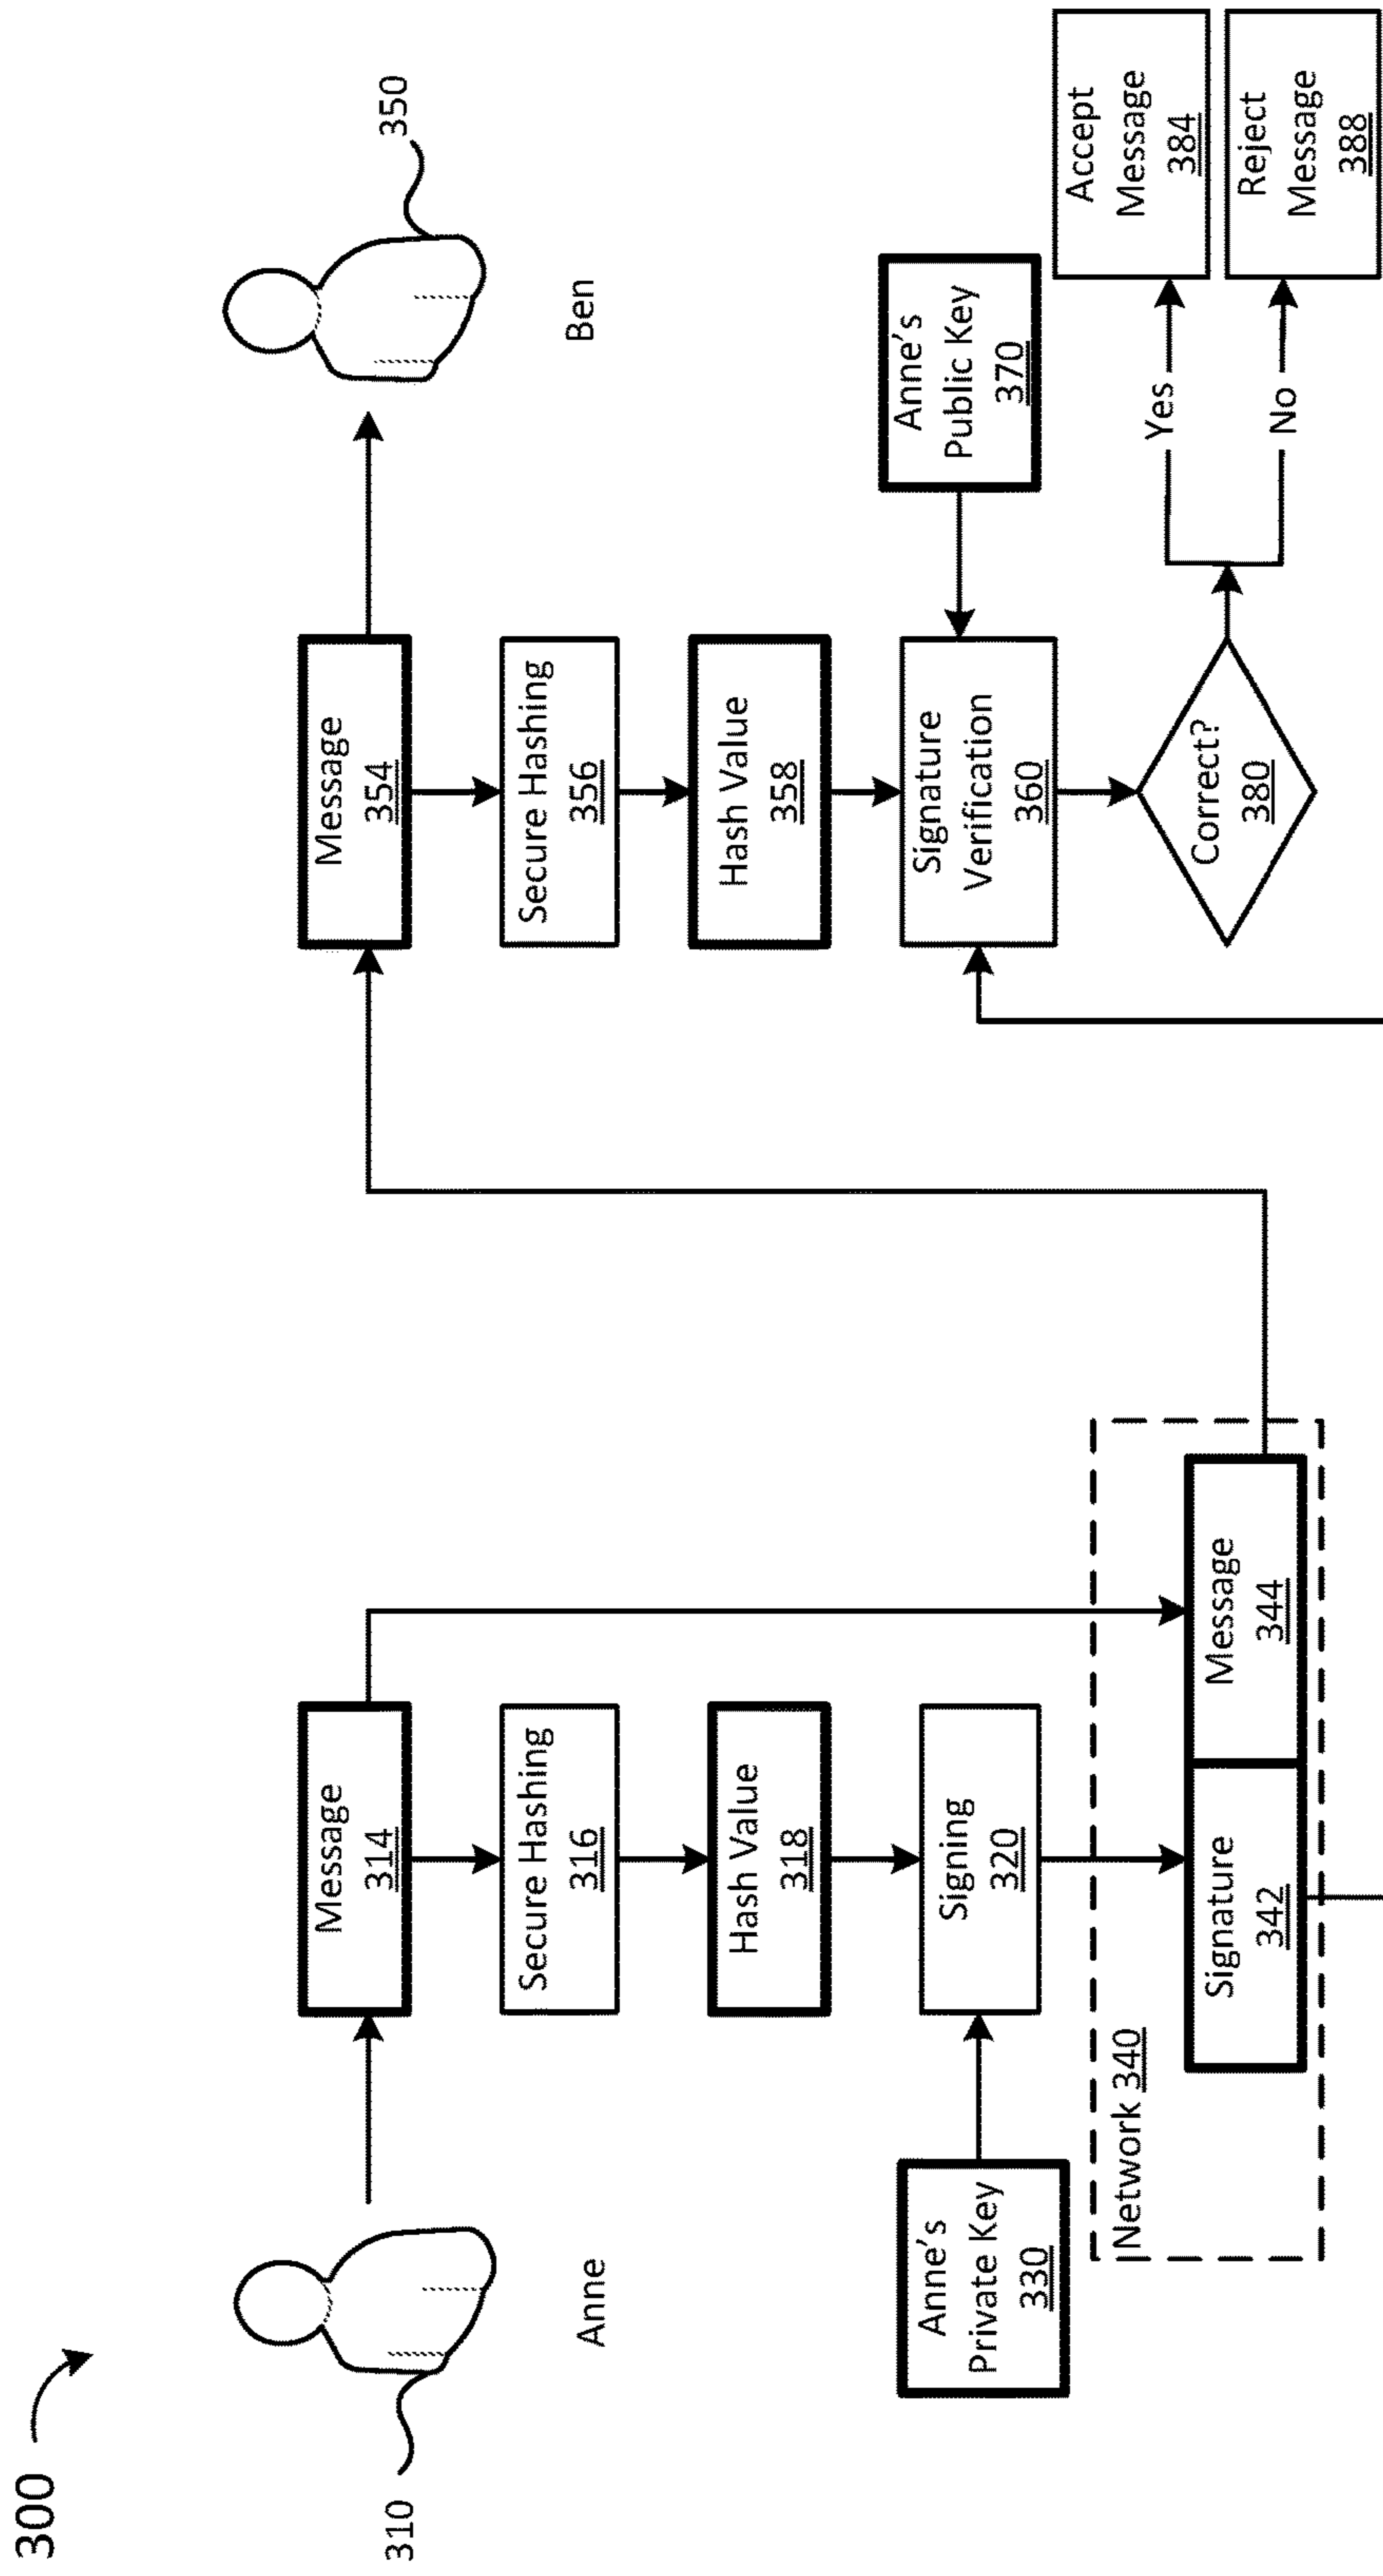 300
310
Anne
Message
314
Secure Hashing
316
Hash Value
318
Anne's
Private Key
330
Signing
320
Network 340
Signature
342
Message
344
350
Ben
Message
354
Secure Hashing
356
Hash Value
358
Signature
Verification
360
Anne's
Public Key
370
Correct?
380
Yes
No
Accept
Message
384
Reject
Message
388